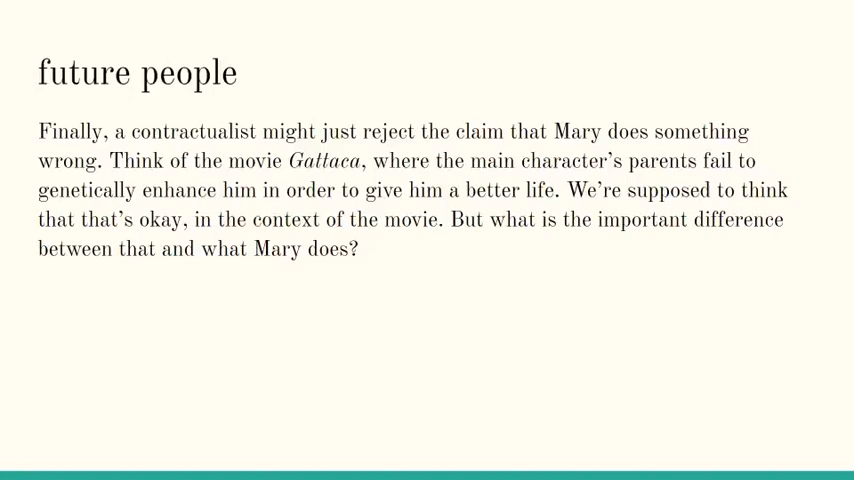 future people
Finally, a contractualist might just reject the claim that Mary does something
wrong. Think of the movie Gattaca, where the main character’s parents fail to
genetically enhance him in order to give him a better life. We’re supposed to think
that that’s okay, in the context of the movie. But what is the important difference
between that and what Mary does?